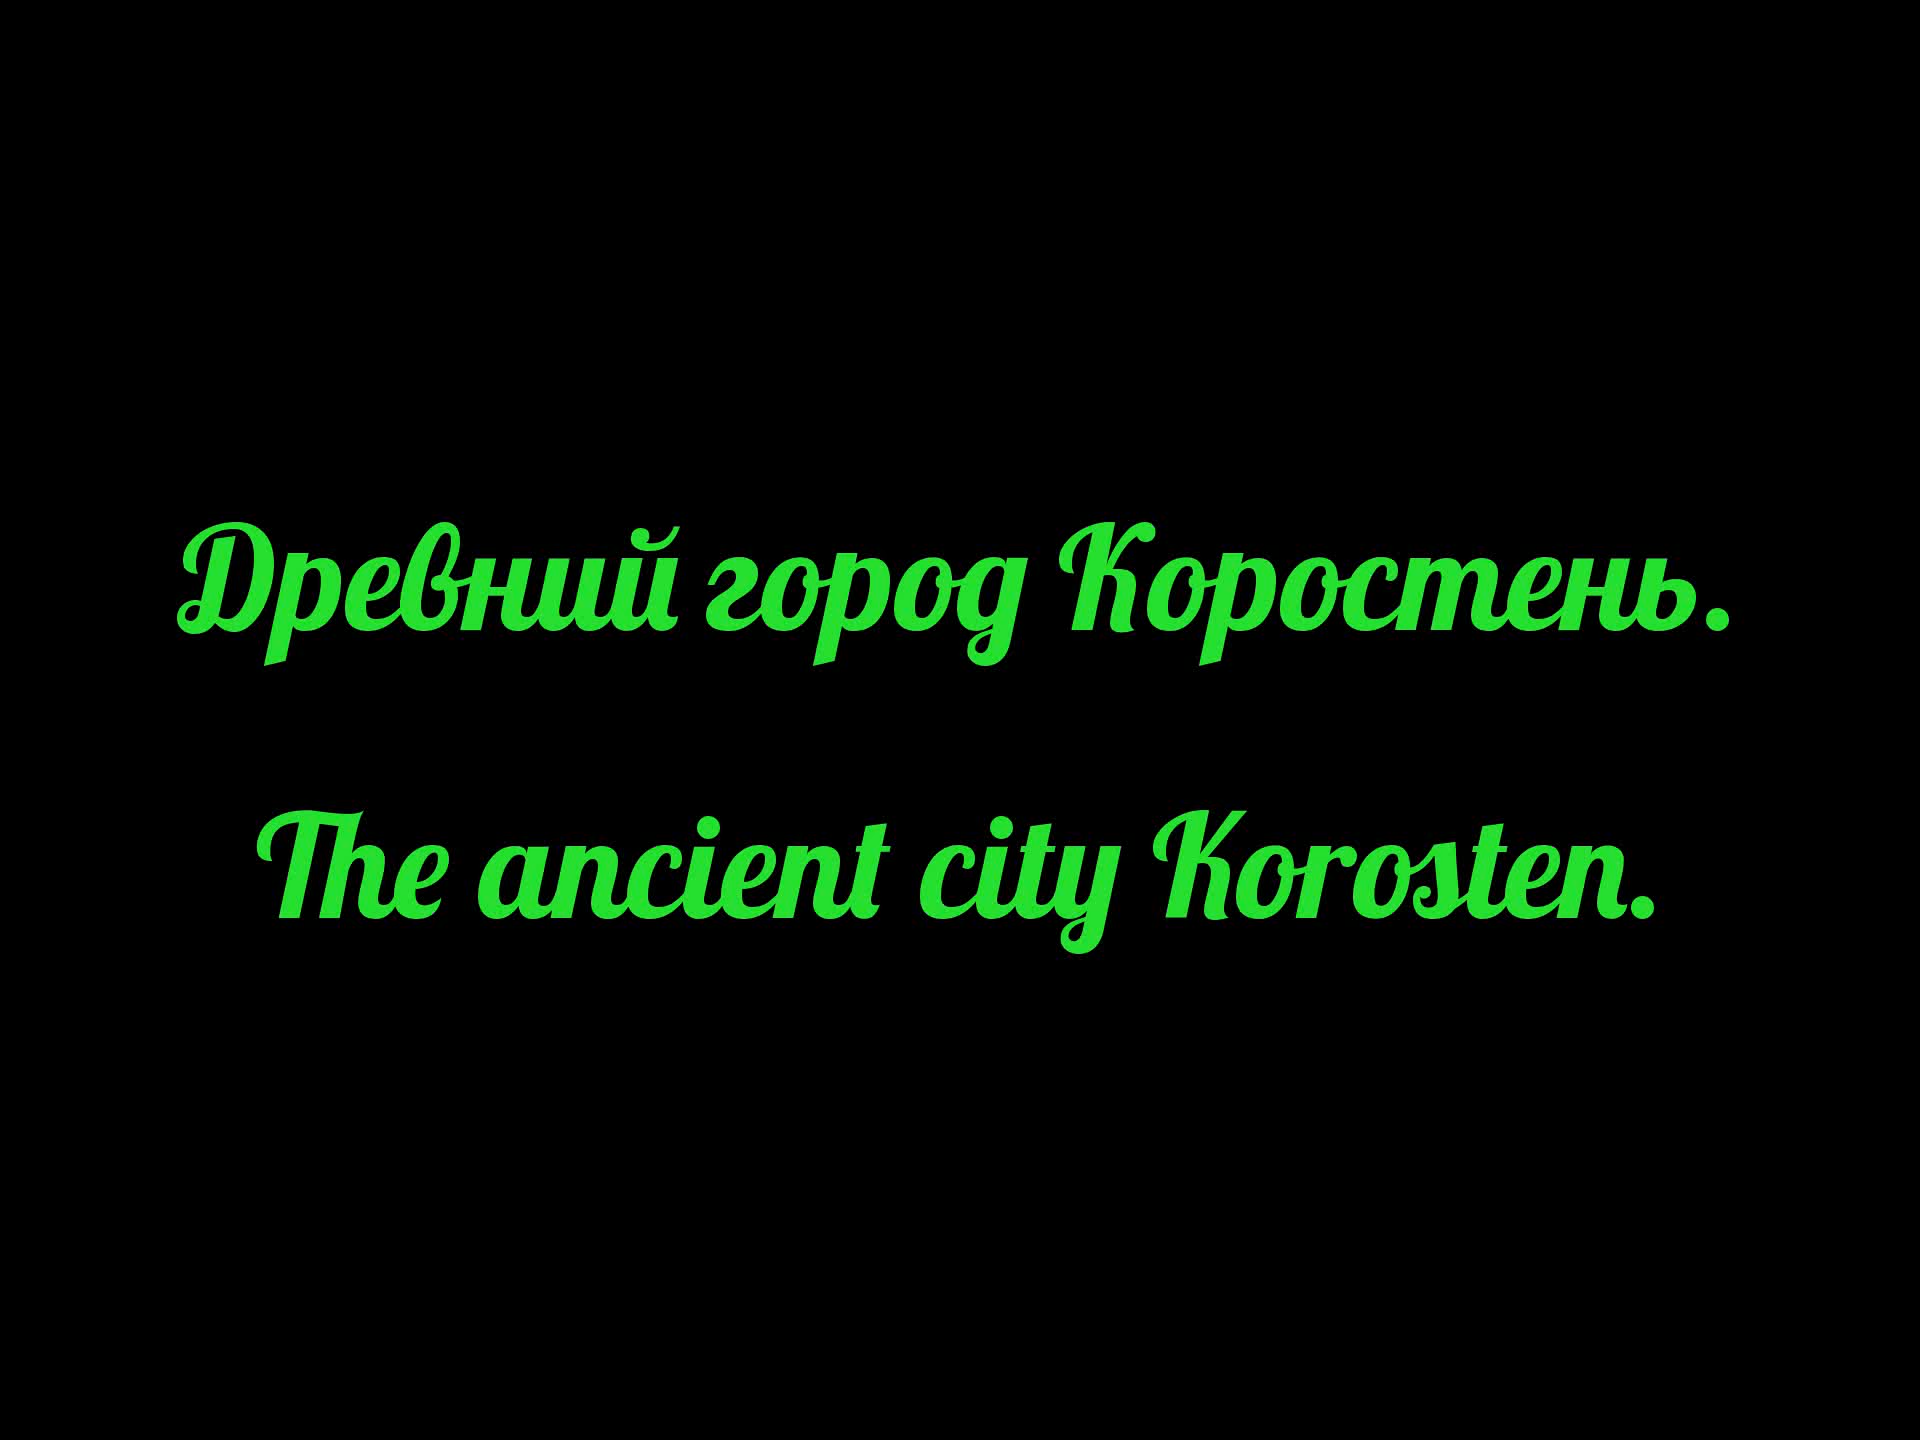 Древний город Коростень.
The ancient city Korosten.